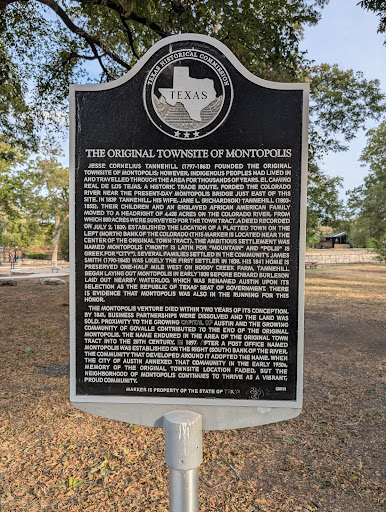 TEXAS HISTORICAL COMMISSION
TEXAS
THE ORIGINAL TOWNSITE OF MONTOPOLIS
JESSE CORNELIUS TANNEHILL (1797-1863) FOUNDED THE ORIGINAL
TOWNSITE OF MONTOPOLIS; HOWEVER, INDIGENOUS PEOPLES HAD LIVED IN
AND TRAVELLED THROUGH THE AREA FOR THOUSANDS OF YEARS. EL CAMINO
REAL DE LOS TEJAS, A HISTORIC TRADE ROUTE, FORDED THE COLORADO
RIVER NEAR THE PRESENT-DAY MONTOPOLIS BRIDGE JUST EAST OF THIS
SITE. IN 1839 TANNEHILL, HIS WIFE, JANE L. (RICHARDSON) TANNEHILL
THEIR CHILDREN AND AN ENSLAVED AFRICAN AMERICAN FAMILY
MOVED TO A HEADRIGHT OF 4,428 ACRES ON THE COLORADO RIVER, FROM
WHICH 800 ACRES WERE SURVEYED FOR THE TOWN TRACT. A DEED RECORDED
ON JULY 2, 1839, ESTABLISHED THE LOCATION OF A PLATTED TOWN ON THE
LEFT (NORTH) BANK OF THE COLORADO (THIS MARKER IS LOCATED NEAR THE
CENTER OF THE ORIGINAL TOWN TRACT). THE AMBITIOUS SETTLEMENT WAS
NAMED MONTOPOLIS ("MONT" IS LATIN FOR "MOUNTAIN" AND "POLIS" IS
GREEK FOR "CITY"); SEVERAL FAMILIES SETTLED IN THE COMMUNITY. JAMES
SMITH (1790-1845) WAS LIKELY THE FIRST SETTLER IN 1838. HIS 1841 HOME IS
PRESERVED ONE-HALF MILE WEST ON BOGGY CREEK FARM. TANNEHILL
BEGAN LAYING OUT MONTOPOLIS IN EARLY 1838 BEFORE EDWARD BURLESON
LAID OUT NEARBY WATERLOO, WHICH WAS RENAMED AUSTIN UPON ITS
SELECTION AS THE REPUBLIC OF TEXAS' SEAT OF GOVERNMENT. THERE
IS EVIDENCE THAT MONTOPOLIS WAS ALSO IN THE RUNNING FOR THIS
HONOR.
THE MONTOPOLIS VENTURE DIED WITHIN TWO YEARS OF ITS CONCEPTION.
BY 1841, BUSINESS PARTNERSHIPS WERE DISSOLVED AND THE LAND WAS
SOLD. PROXIMITY TO THE GROWING CAPITOL OF AUSTIN AND THE GROWING
COMMUNITY OF GOVALLE CONTRIBUTED TO THE END OF THE ORIGINAL
MONTOPOLIS. THE NAME ENDURED IN THE AREA OF THE ORIGINAL TOWN
TRACT INTO THE 20TH CENTURY. IN 1897, AFTER A POST OFFICE NAMED
MONTOPOLIS WAS ESTABLISHED ON THE RIGHT (SOUTH) BANK OF THE RIVER,
THE COMMUNITY THAT DEVELOPED AROUND IT ADOPTED THE NAME. WHEN
THE CITY OF AUSTIN ANNEXED THAT COMMUNITY IN THE EARLY 1950s,
MEMORY OF THE ORIGINAL TOWNSITE LOCATION FADED, BUT THE
NEIGHBORHOOD OF MONTOPOLIS CONTINUES TO THRIVE AS A VIBRANT,
PROUD COMMUNITY.
MARKER IS PROPERTY OF THE STATE OF TEXAS